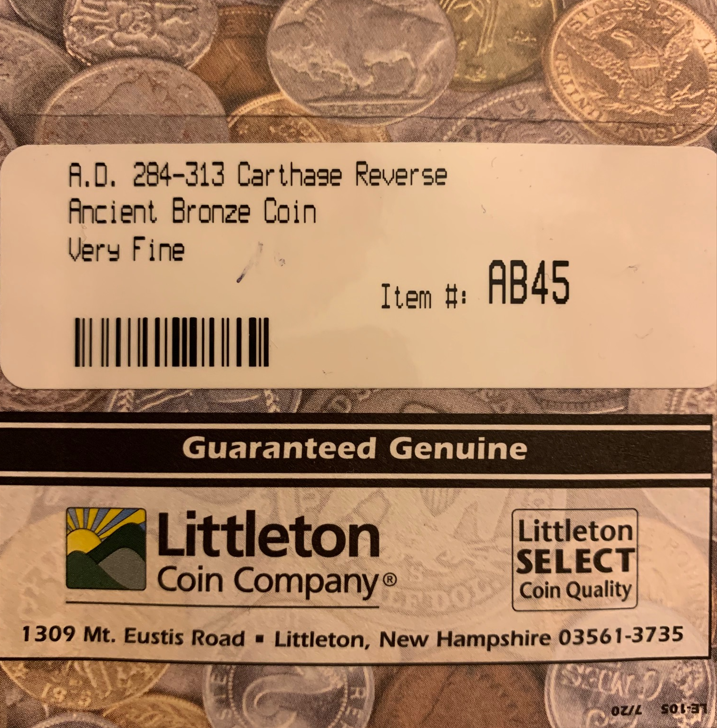 A.D. 284-313 Carthage Reverse
Ancient Bronze Coin
Very Fine
Item #: AB45
Guaranteed Genuine
Littleton
Coin Company®
Littleton
SELECT
Coin Quality
1309 Mt. Eustis Road ▪ Littleton, New Hampshire 03561-3735
LE-105 7/20